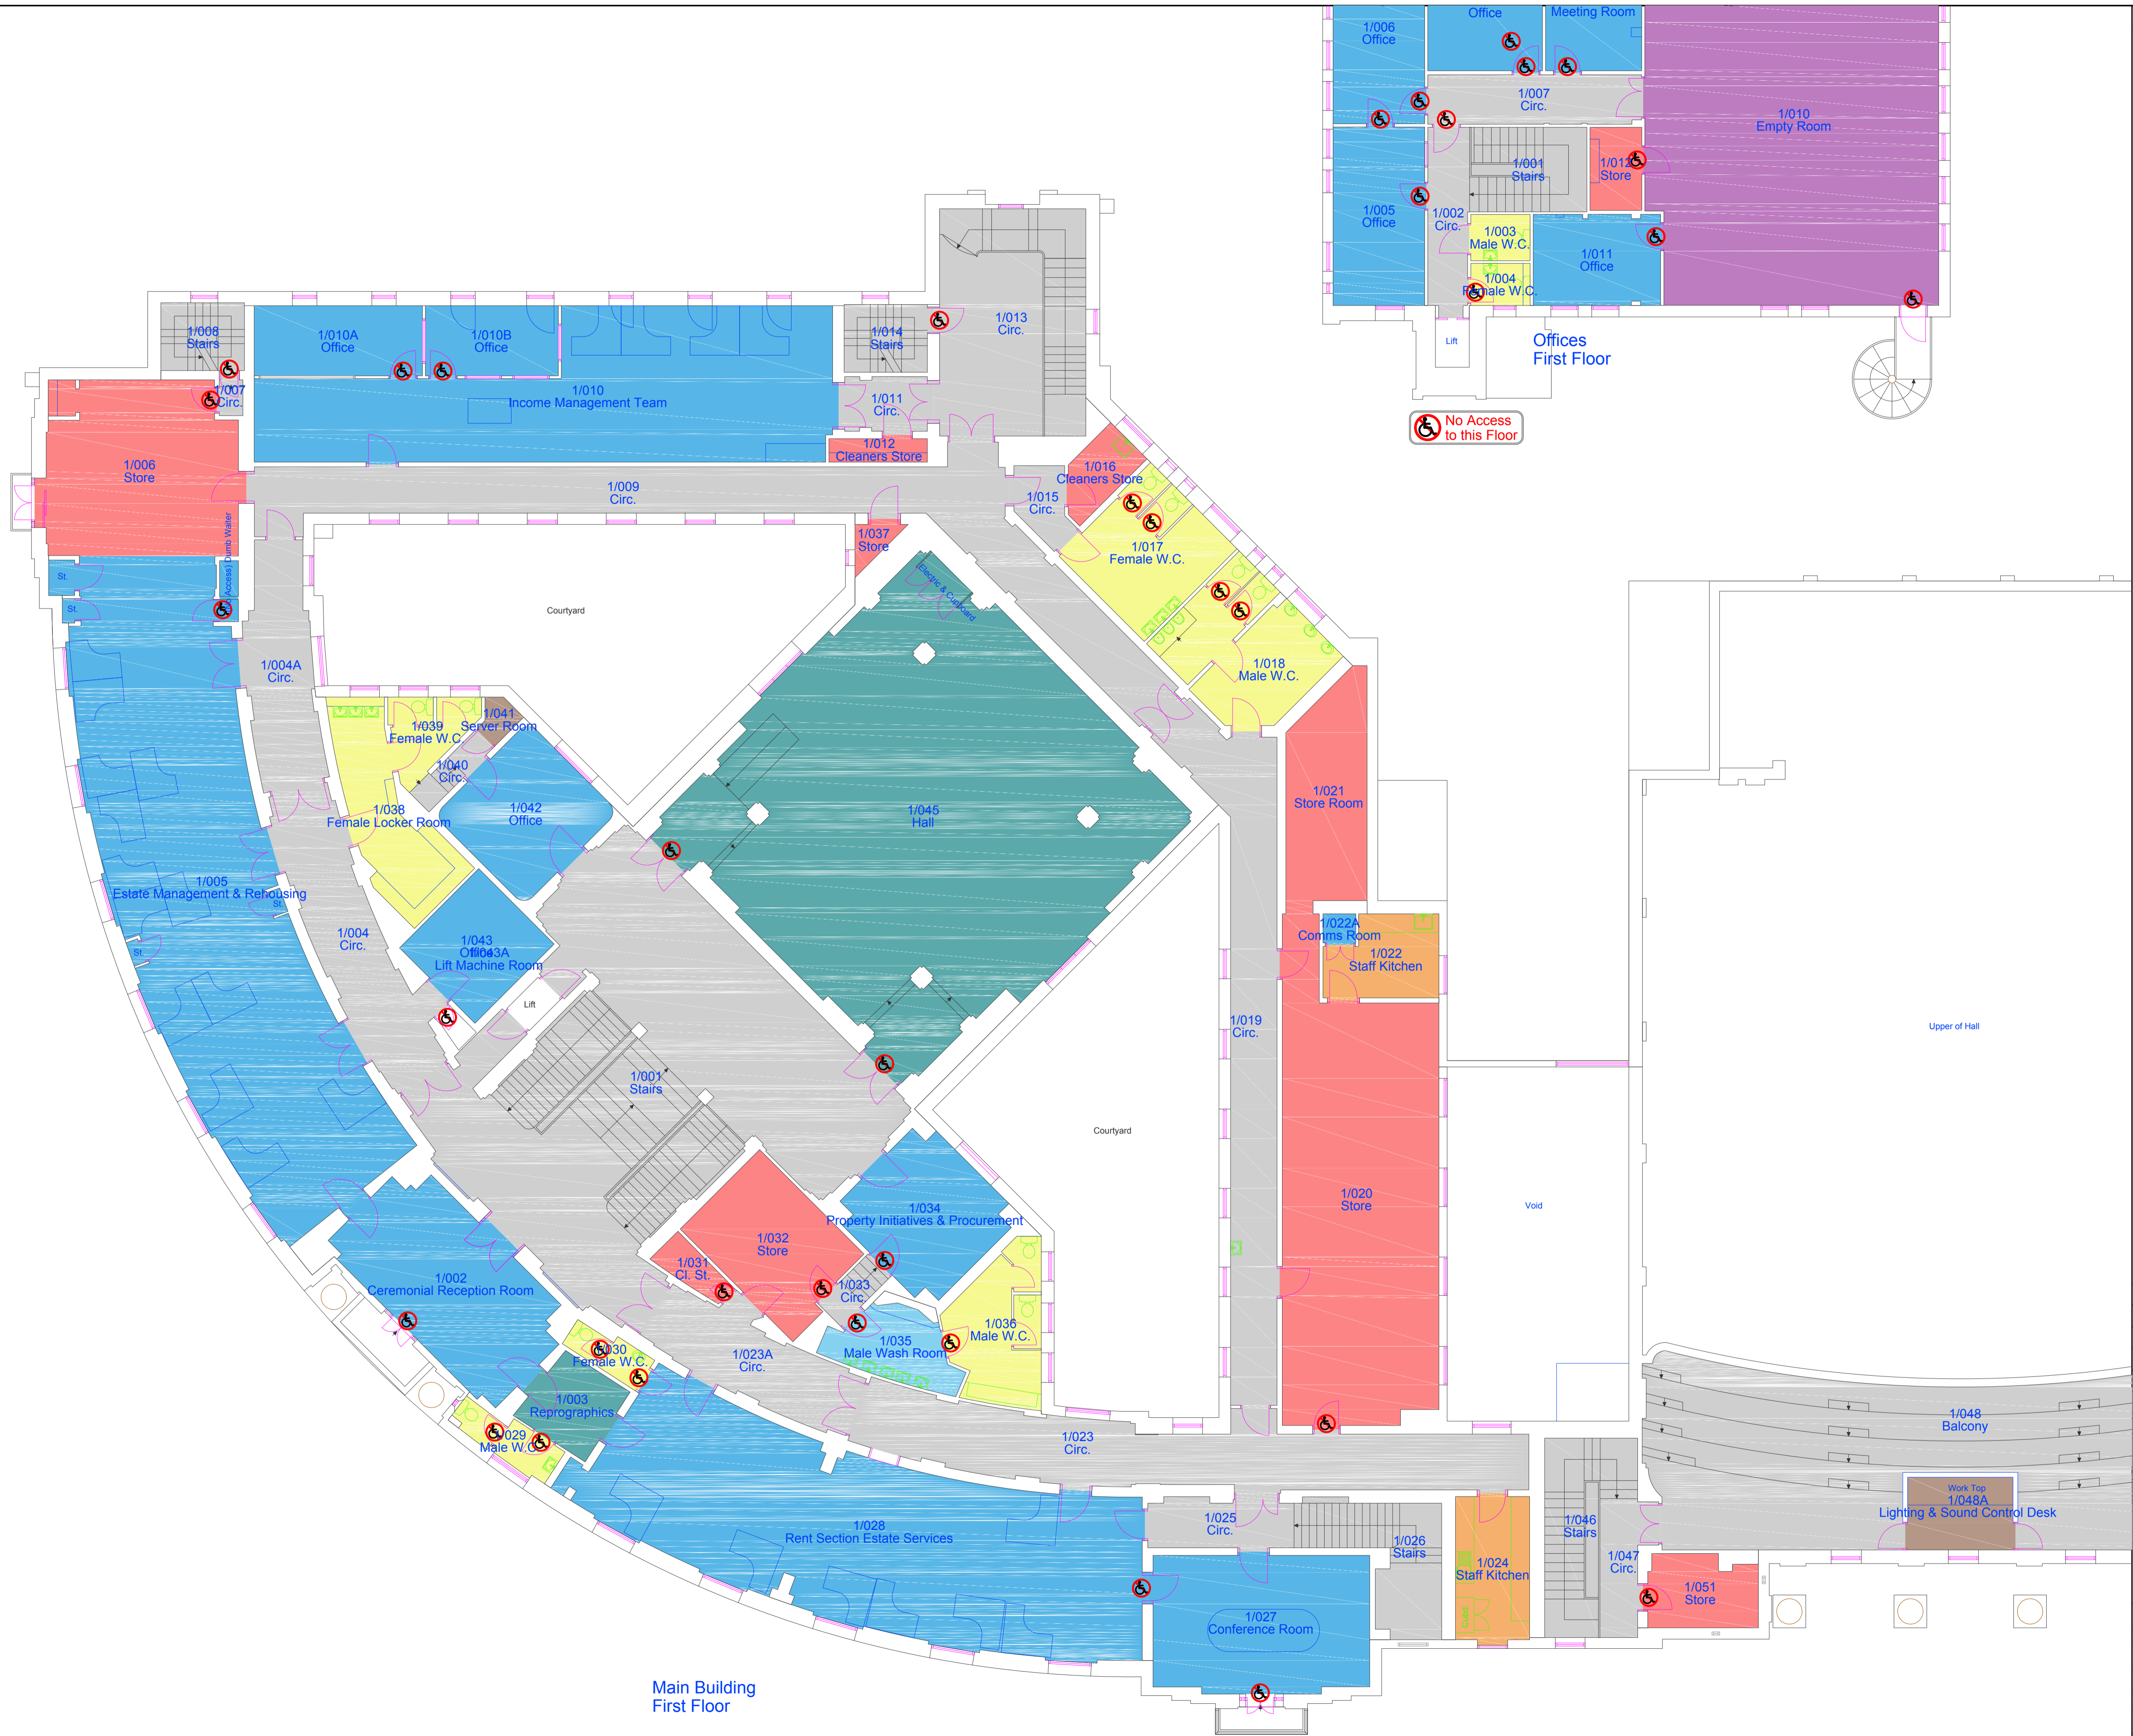 Office
Meeting Room
1/006
Office
1/007
Circ.
1/010
Empty Room
1/001
Stairs
1/012
Store
1/005
Office
1/002
Circ.
1/003
Male W.C.
1/004
Female W.C.
1/011
Office
Lift
Offices
First Floor
No Access
to this Floor
1/008
Stairs
1/007
Circ.
1/010A
Office
1/010B
Office
1/010
Income Management Team
1/014
Stairs
1/013
Circ.
1/011
Circ.
1/012
Cleaners Store
1/006
Store
1/009
Circ.
1/015
Circ.
1/016
Cleaners Store
1/017
Female W.C.
1/018
Male W.C.
1/037
Store
Electric & Cupboard
Access) Dumb Waiter
St.
St.
Courtyard
1/004A
Circ.
1/039
Female W.C.
1/041
Server Room
1/040
Circ.
1/038
Female Locker Room
1/042
Office
1/045
Hall
1/021
Store Room
1/005
Estate Management & Rehousing
St.
St.
1/004
Circ.
1/043
Office
1/043A
Lift Machine Room
Lift
1/022A
Comms Room
1/022
Staff Kitchen
1/019
Circ.
Upper of Hall
1/001
Stairs
Courtyard
1/020
Store
Void
1/034
Property Initiatives & Procurement
1/032
Store
1/031
Cl. St.
1/033
Circ.
1/002
Ceremonial Reception Room
1/035
Male Wash Room
1/036
Male W.C.
1/030
Female W.C.
1/023A
Circ.
1/003
Reprographics
1/029
Male W.C.
1/023
Circ.
1/048
Balcony
Work Top
1/048A
Lighting & Sound Control Desk
1/028
Rent Section Estate Services
1/025
Circ.
1/026
Stairs
1/046
Stairs
1/024
Staff Kitchen
1/047
Circ.
1/051
Store
1/027
Conference Room
Main Building
First Floor